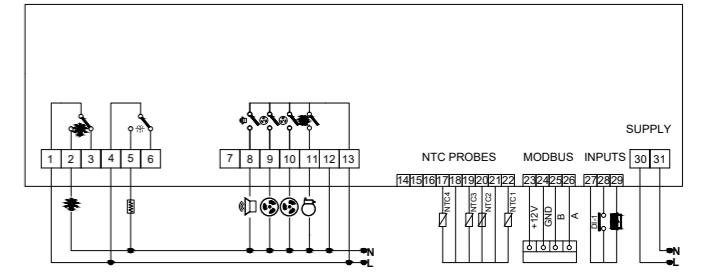 SUPPLY
1 2 3 4 5 6 7 8 9 10 11 12 13 NTC PROBES MODBUS INPUTS 30 31
14 15 16 17 18 19 20 21 22 23 24 25 26 27 28 29
NTC4 NTC3 NTC2 NTC1 +12V GND B A DI-1
N
L
N
L